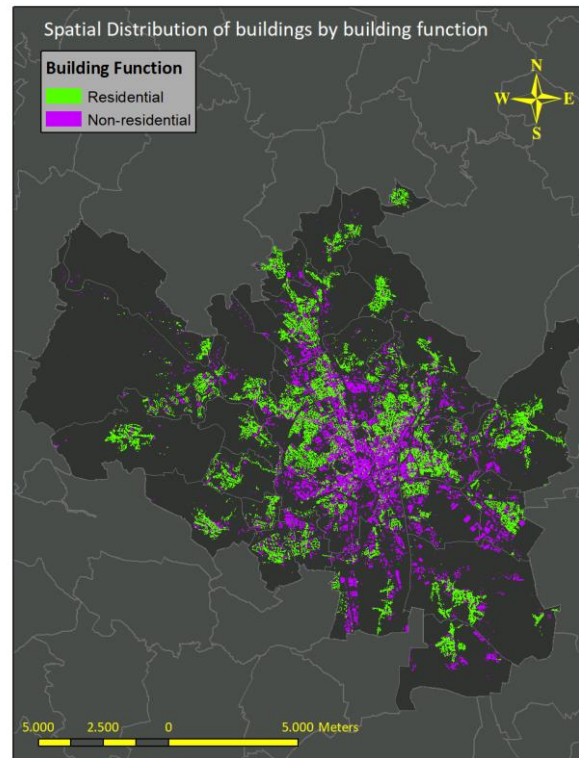 Spatial Distribution of buildings by building function
Building Function
Residential
Non-residential
N
W E
S
5.000 2.500 0 5.000 Meters